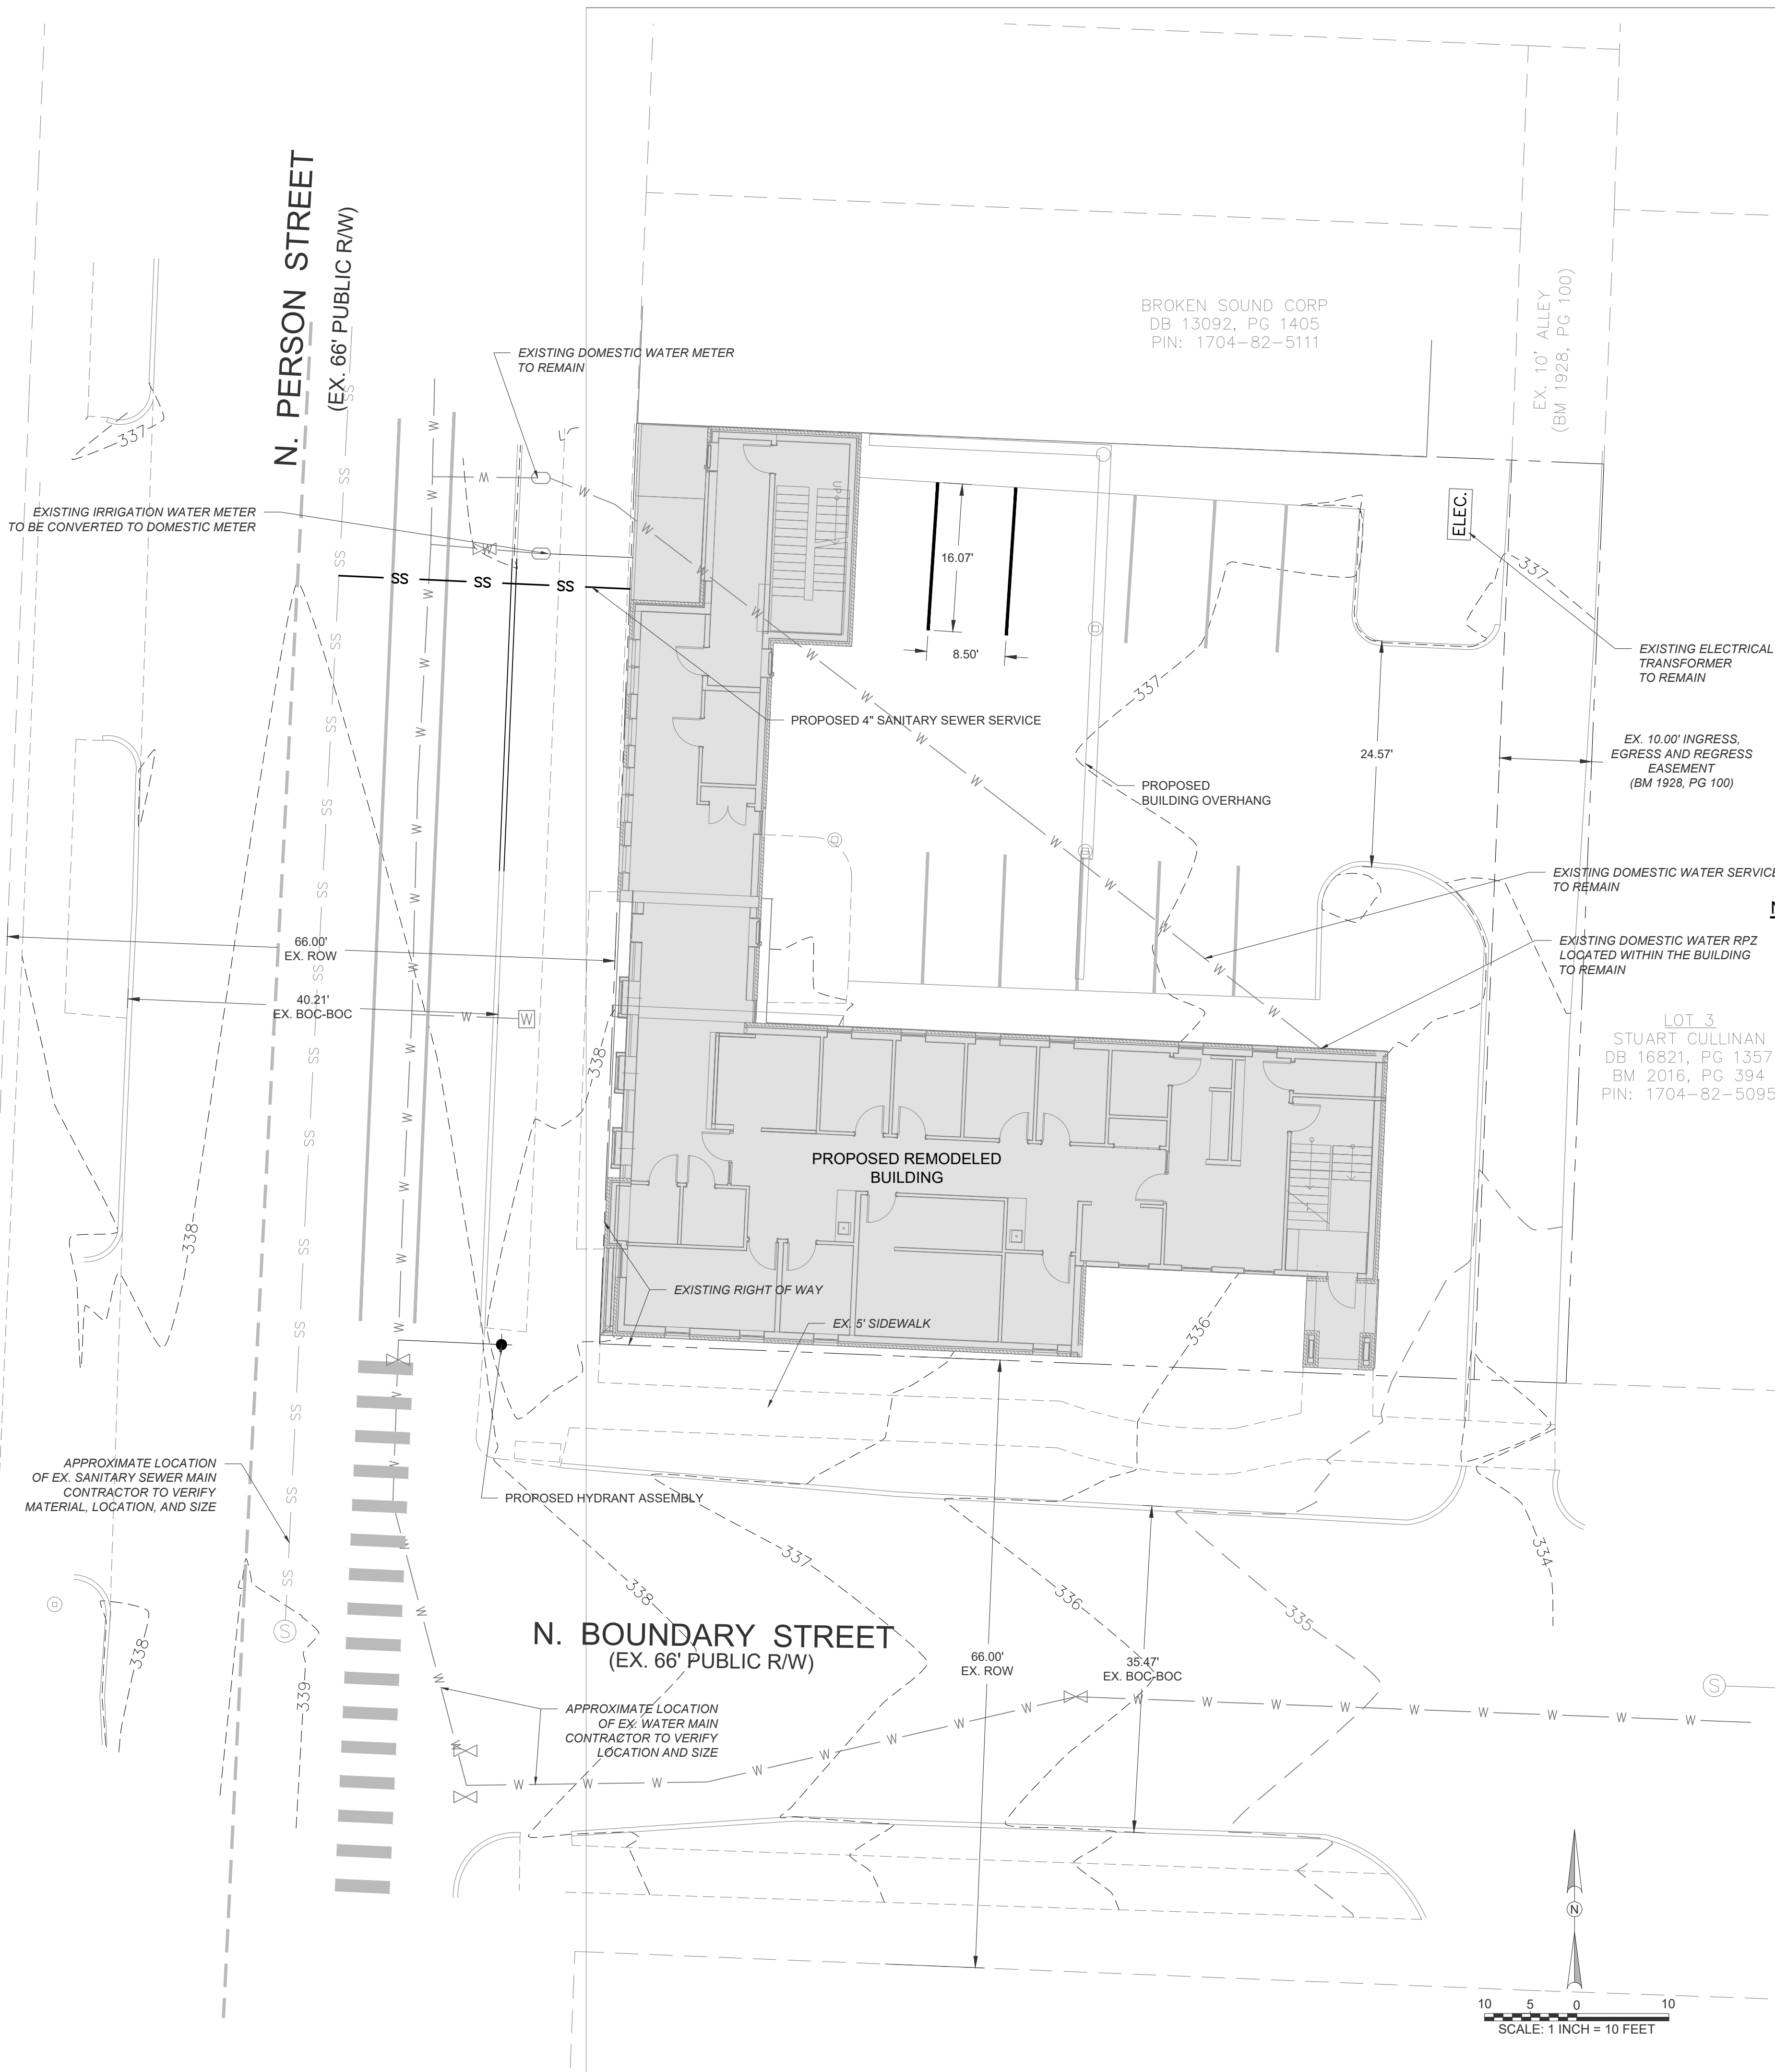 N. PERSON STREET
(EX. 66' PUBLIC R/W)
BROKEN SOUND CORP
DB 13092, PG 1405
PIN: 1704-82-5111
EX. 10' ALLEY
(BM 1928, PG 100)
EXISTING DOMESTIC WATER METER
TO REMAIN
337
EXISTING IRRIGATION WATER METER
TO BE CONVERTED TO DOMESTIC METER
SS SS SS
UP
16.07'
8.50'
ELEC.
337
EXISTING ELECTRICAL
TRANSFORMER
TO REMAIN
337
PROPOSED 4" SANITARY SEWER SERVICE
24.57'
EX. 10.00' INGRESS,
EGRESS AND REGRESS
EASEMENT
(BM 1928, PG 100)
PROPOSED
BUILDING OVERHANG
EXISTING DOMESTIC WATER SERVICE
TO REMAIN
66.00'
EX. ROW
EXISTING DOMESTIC WATER RPZ
LOCATED WITHIN THE BUILDING
TO REMAIN
40.21'
EX. BOC-BOC
W
LOT 3
STUART CULLINAN
DB 16821, PG 1357
BM 2016, PG 394
PIN: 1704-82-5095
338
PROPOSED REMODELED
BUILDING
338
EXISTING RIGHT OF WAY
EX. 5' SIDEWALK
336
APPROXIMATE LOCATION
OF EX. SANITARY SEWER MAIN
CONTRACTOR TO VERIFY
MATERIAL, LOCATION, AND SIZE
PROPOSED HYDRANT ASSEMBLY
337
334
338
336
335
S
N. BOUNDARY STREET
(EX. 66' PUBLIC R/W)
338
339
66.00'
EX. ROW
35.47'
EX. BOC-BOC
S
APPROXIMATE LOCATION
OF EX. WATER MAIN
CONTRACTOR TO VERIFY
LOCATION AND SIZE
W W W W W W W W W W W W W W W W
N
10 5 0 10
SCALE: 1 INCH = 10 FEET